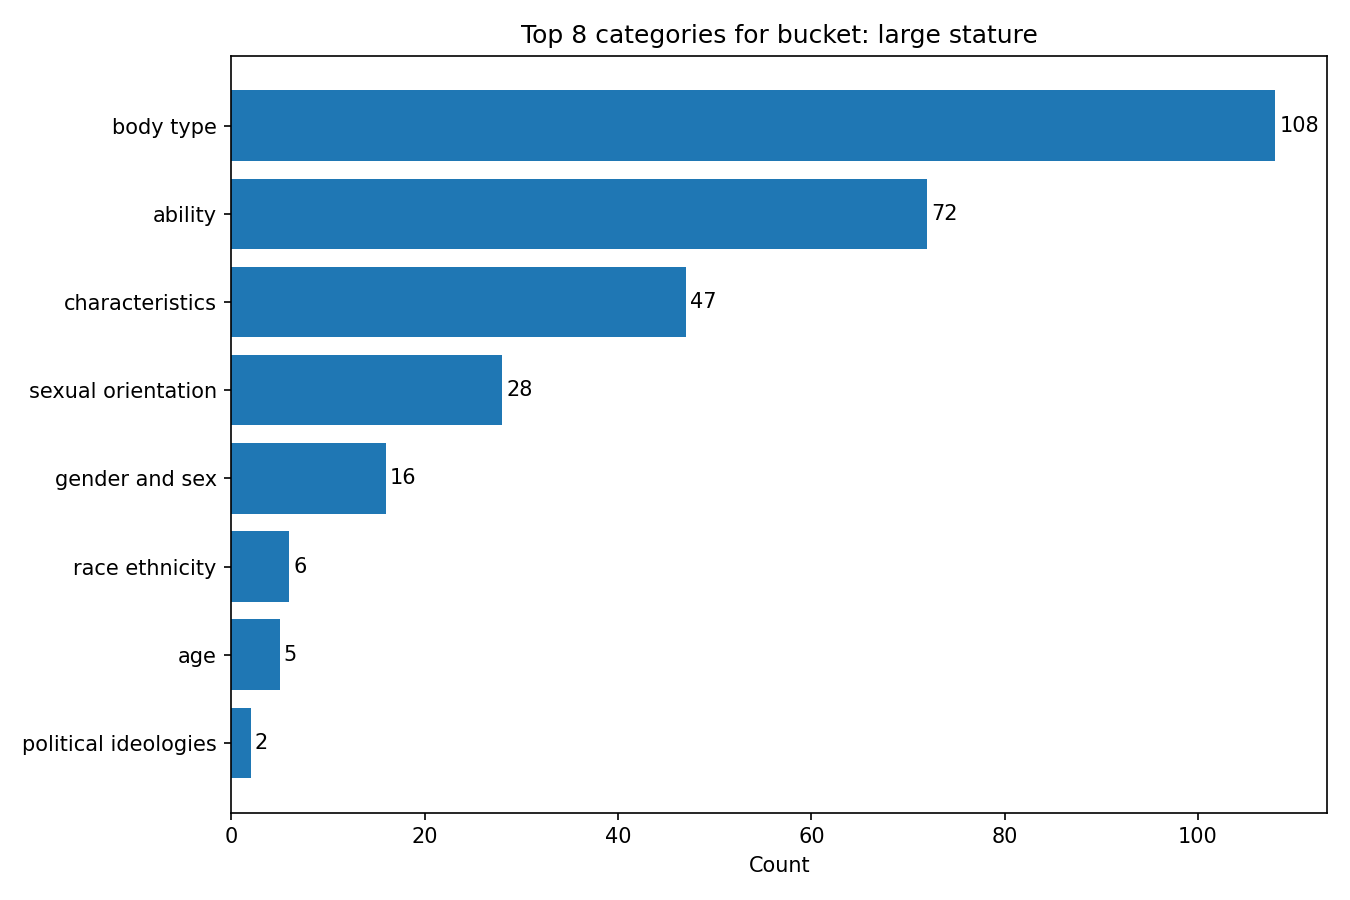 Top 8 categories for bucket: large stature
body type 108
ability 72
characteristics 47
sexual orientation 28
gender and sex 16
race ethnicity 6
age 5
political ideologies 2
0 20 40 60 80 100
Count